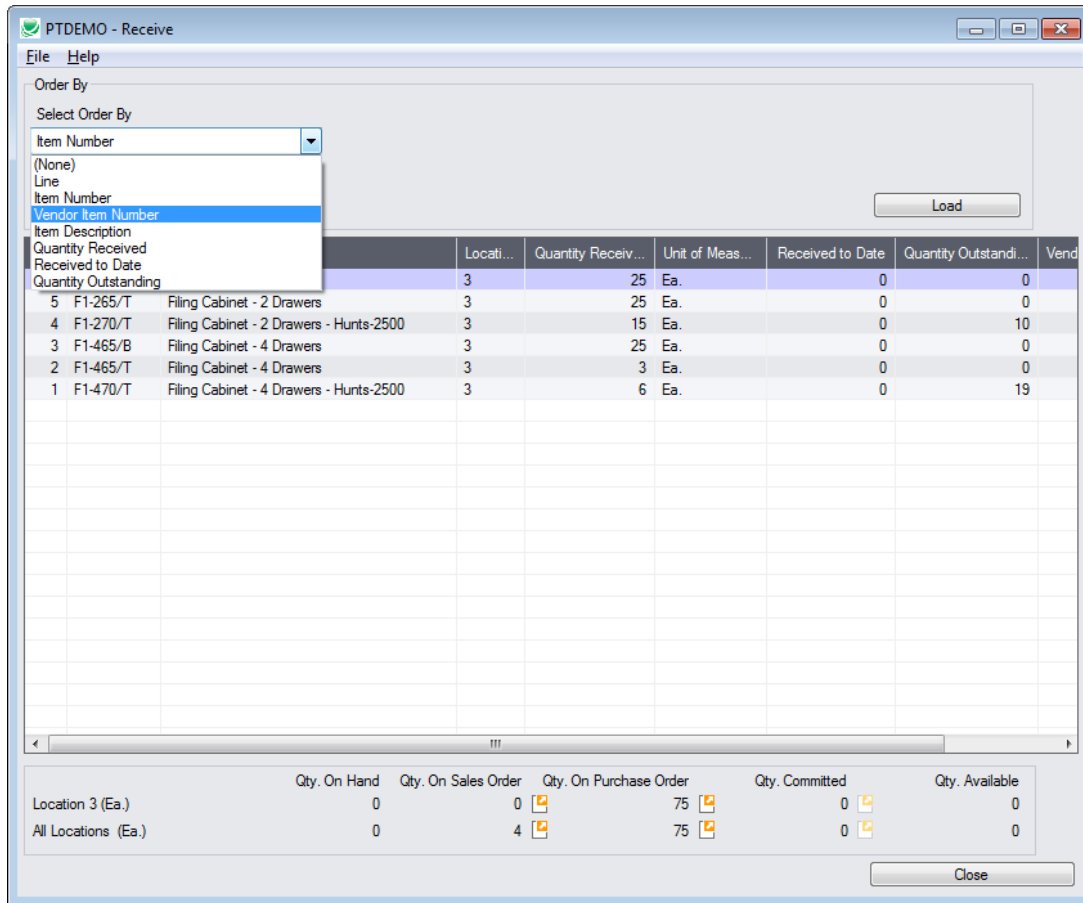 PTDEMO - Receive
File Help
Order By
Select Order By
Item Number
(None)
Line
Item Number
Vendor Item Number
Item Description
Quantity Received
Received to Date
Quantity Outstanding
Load
Locati... Quantity Receiv... Unit of Meas... Received to Date Quantity Outstandi... Vend
3 25 Ea. 0 0
5 F1-265/T Filing Cabinet - 2 Drawers 3 25 Ea. 0 0
4 F1-270/T Filing Cabinet - 2 Drawers - Hunts-2500 3 15 Ea. 0 10
3 F1-465/B Filing Cabinet - 4 Drawers 3 25 Ea. 0 0
2 F1-465/T Filing Cabinet - 4 Drawers 3 3 Ea. 0 0
1 F1-470/T Filing Cabinet - 4 Drawers - Hunts-2500 3 6 Ea. 0 19
Qty. On Hand Qty. On Sales Order Qty. On Purchase Order Qty. Committed Qty. Available
Location 3 (Ea.) 0 0 75 0 0
All Locations (Ea.) 0 4 75 0 0
Close